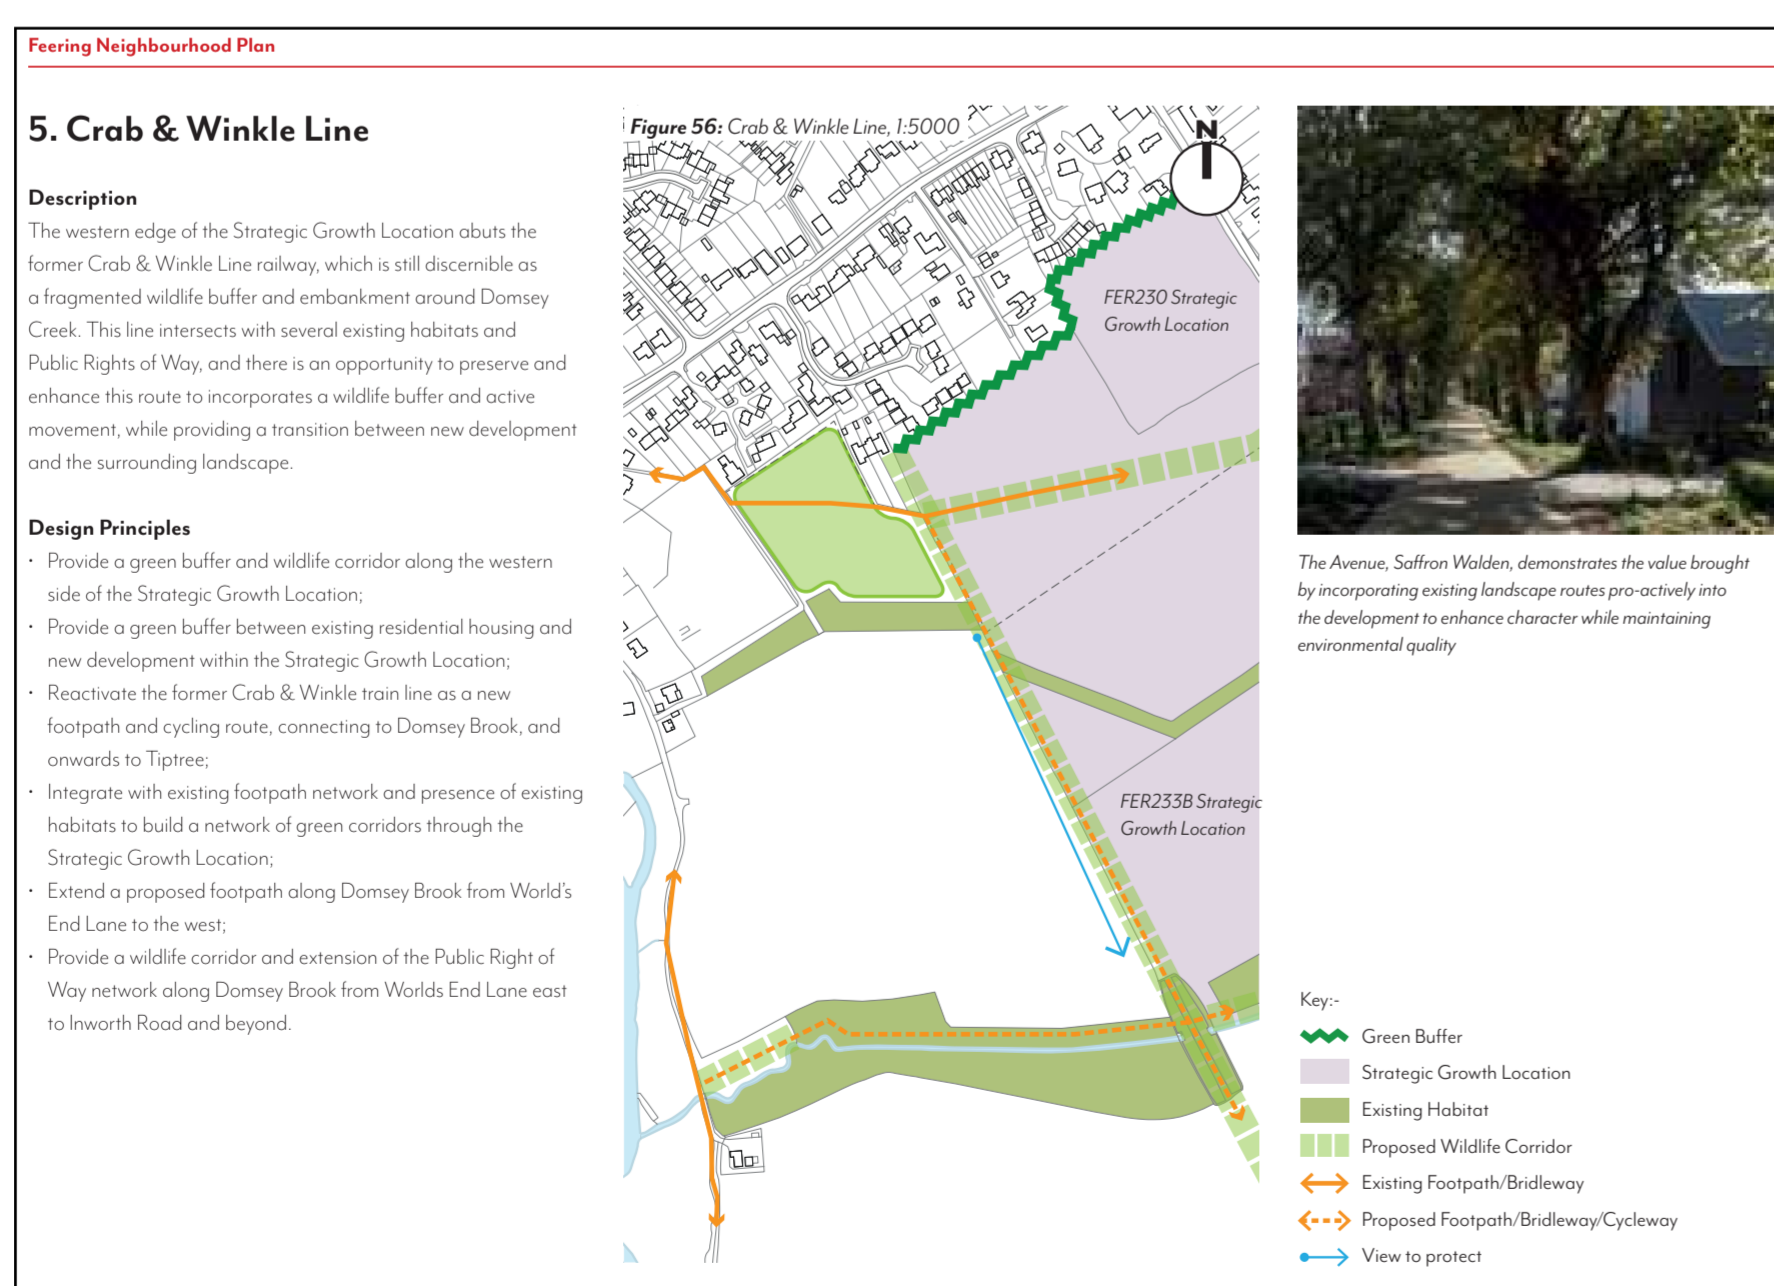 Feering Neighbourhood Plan
5. Crab & Winkle Line
Description
The western edge of the Strategic Growth Location abuts the
former Crab & Winkle Line railway, which is still discernible as
a fragmented wildlife buffer and embankment around Domsey
Creek. This line intersects with several existing habitats and
Public Rights of Way, and there is an opportunity to preserve and
enhance this route to incorporates a wildlife buffer and active
movement, while providing a transition between new development
and the surrounding landscape.
Design Principles
· Provide a green buffer and wildlife corridor along the western
side of the Strategic Growth Location;
· Provide a green buffer between existing residential housing and
new development within the Strategic Growth Location;
· Reactivate the former Crab & Winkle train line as a new
footpath and cycling route, connecting to Domsey Brook, and
onwards to Tiptree;
· Integrate with existing footpath network and presence of existing
habitats to build a network of green corridors through the
Strategic Growth Location;
· Extend a proposed footpath along Domsey Brook from World's
End Lane to the west;
· Provide a wildlife corridor and extension of the Public Right of
Way network along Domsey Brook from Worlds End Lane east
to Inworth Road and beyond.
Figure 56: Crab & Winkle Line, 1:5000
N
FER230 Strategic
Growth Location
FER233B Strategic
Growth Location
The Avenue, Saffron Walden, demonstrates the value brought
by incorporating existing landscape routes pro-actively into
the development to enhance character while maintaining
environmental quality
Key:-
Green Buffer
Strategic Growth Location
Existing Habitat
Proposed Wildlife Corridor
Existing Footpath/Bridleway
Proposed Footpath/Bridleway/Cycleway
View to protect